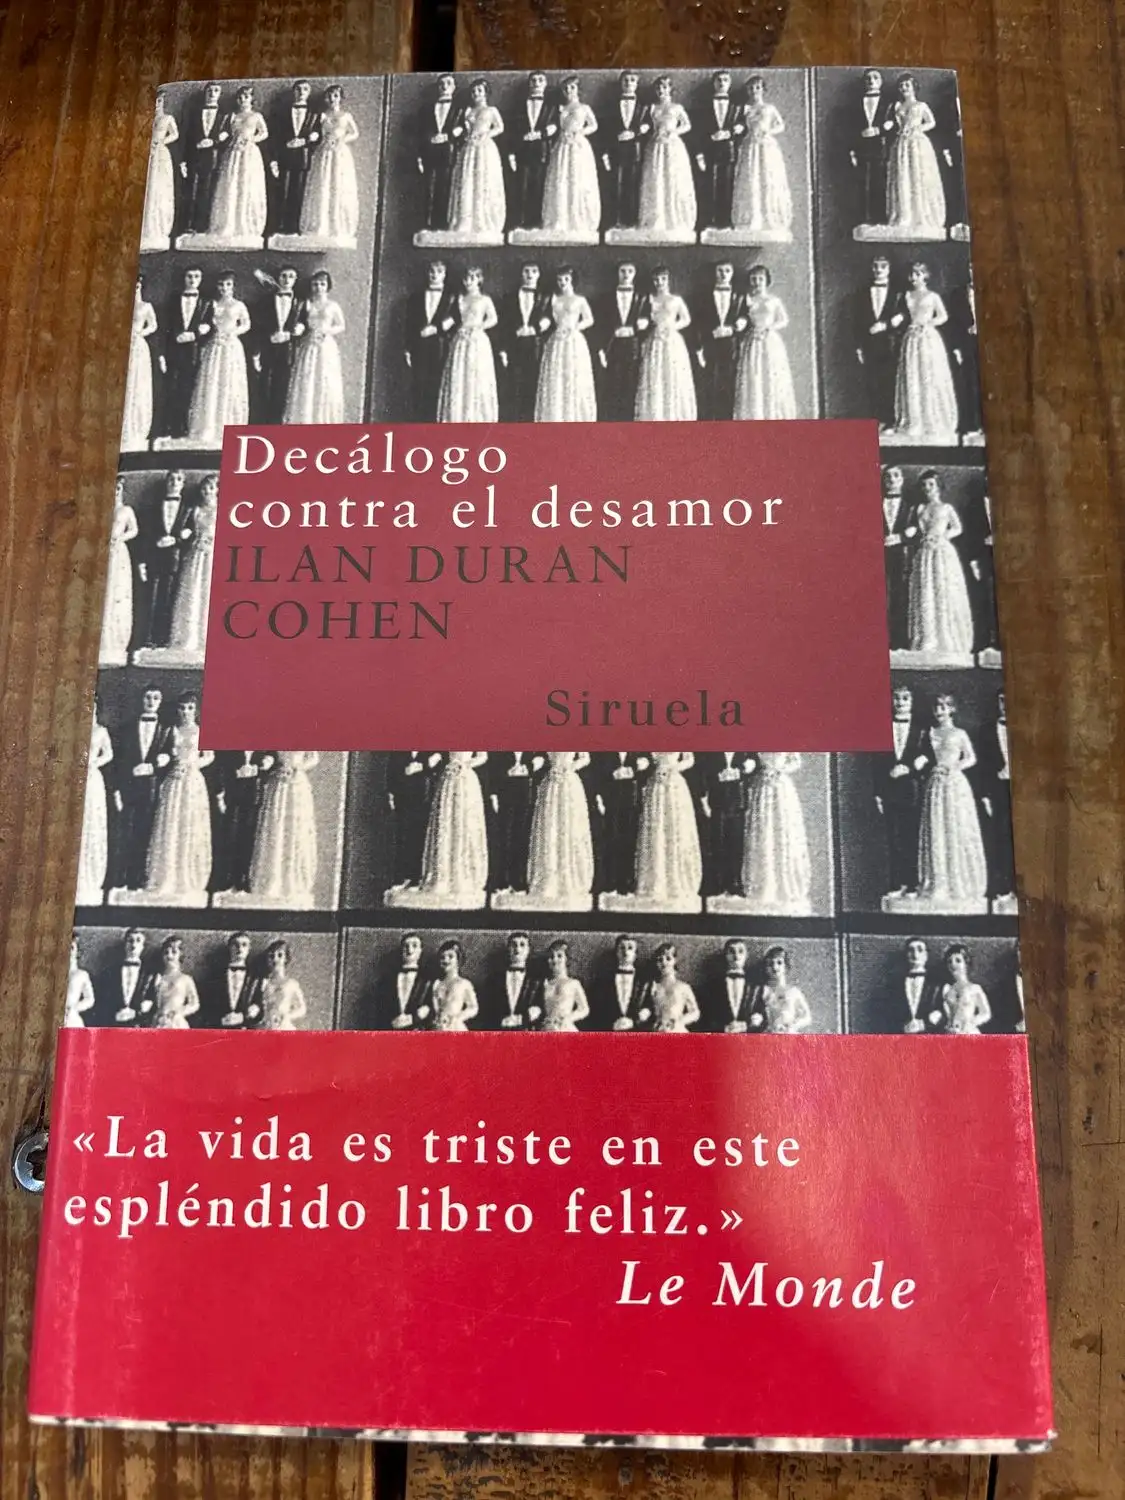 Decálogo
contra el desamor
ILAN DURAN
COHEN
Siruela
«La vida es triste en este
espléndido libro feliz.»
Le Monde